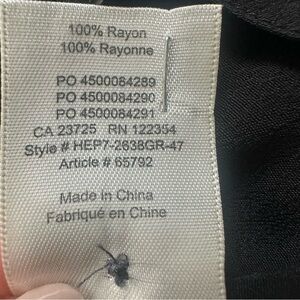 100% Rayon
100% Rayonne
PO 4500084289
PO 4500084290
PO 4500084291
CA 23725 RN 122354
Style # HEP7-2638GR-47
Article # 65792
Made in China
Fabriqué en Chine